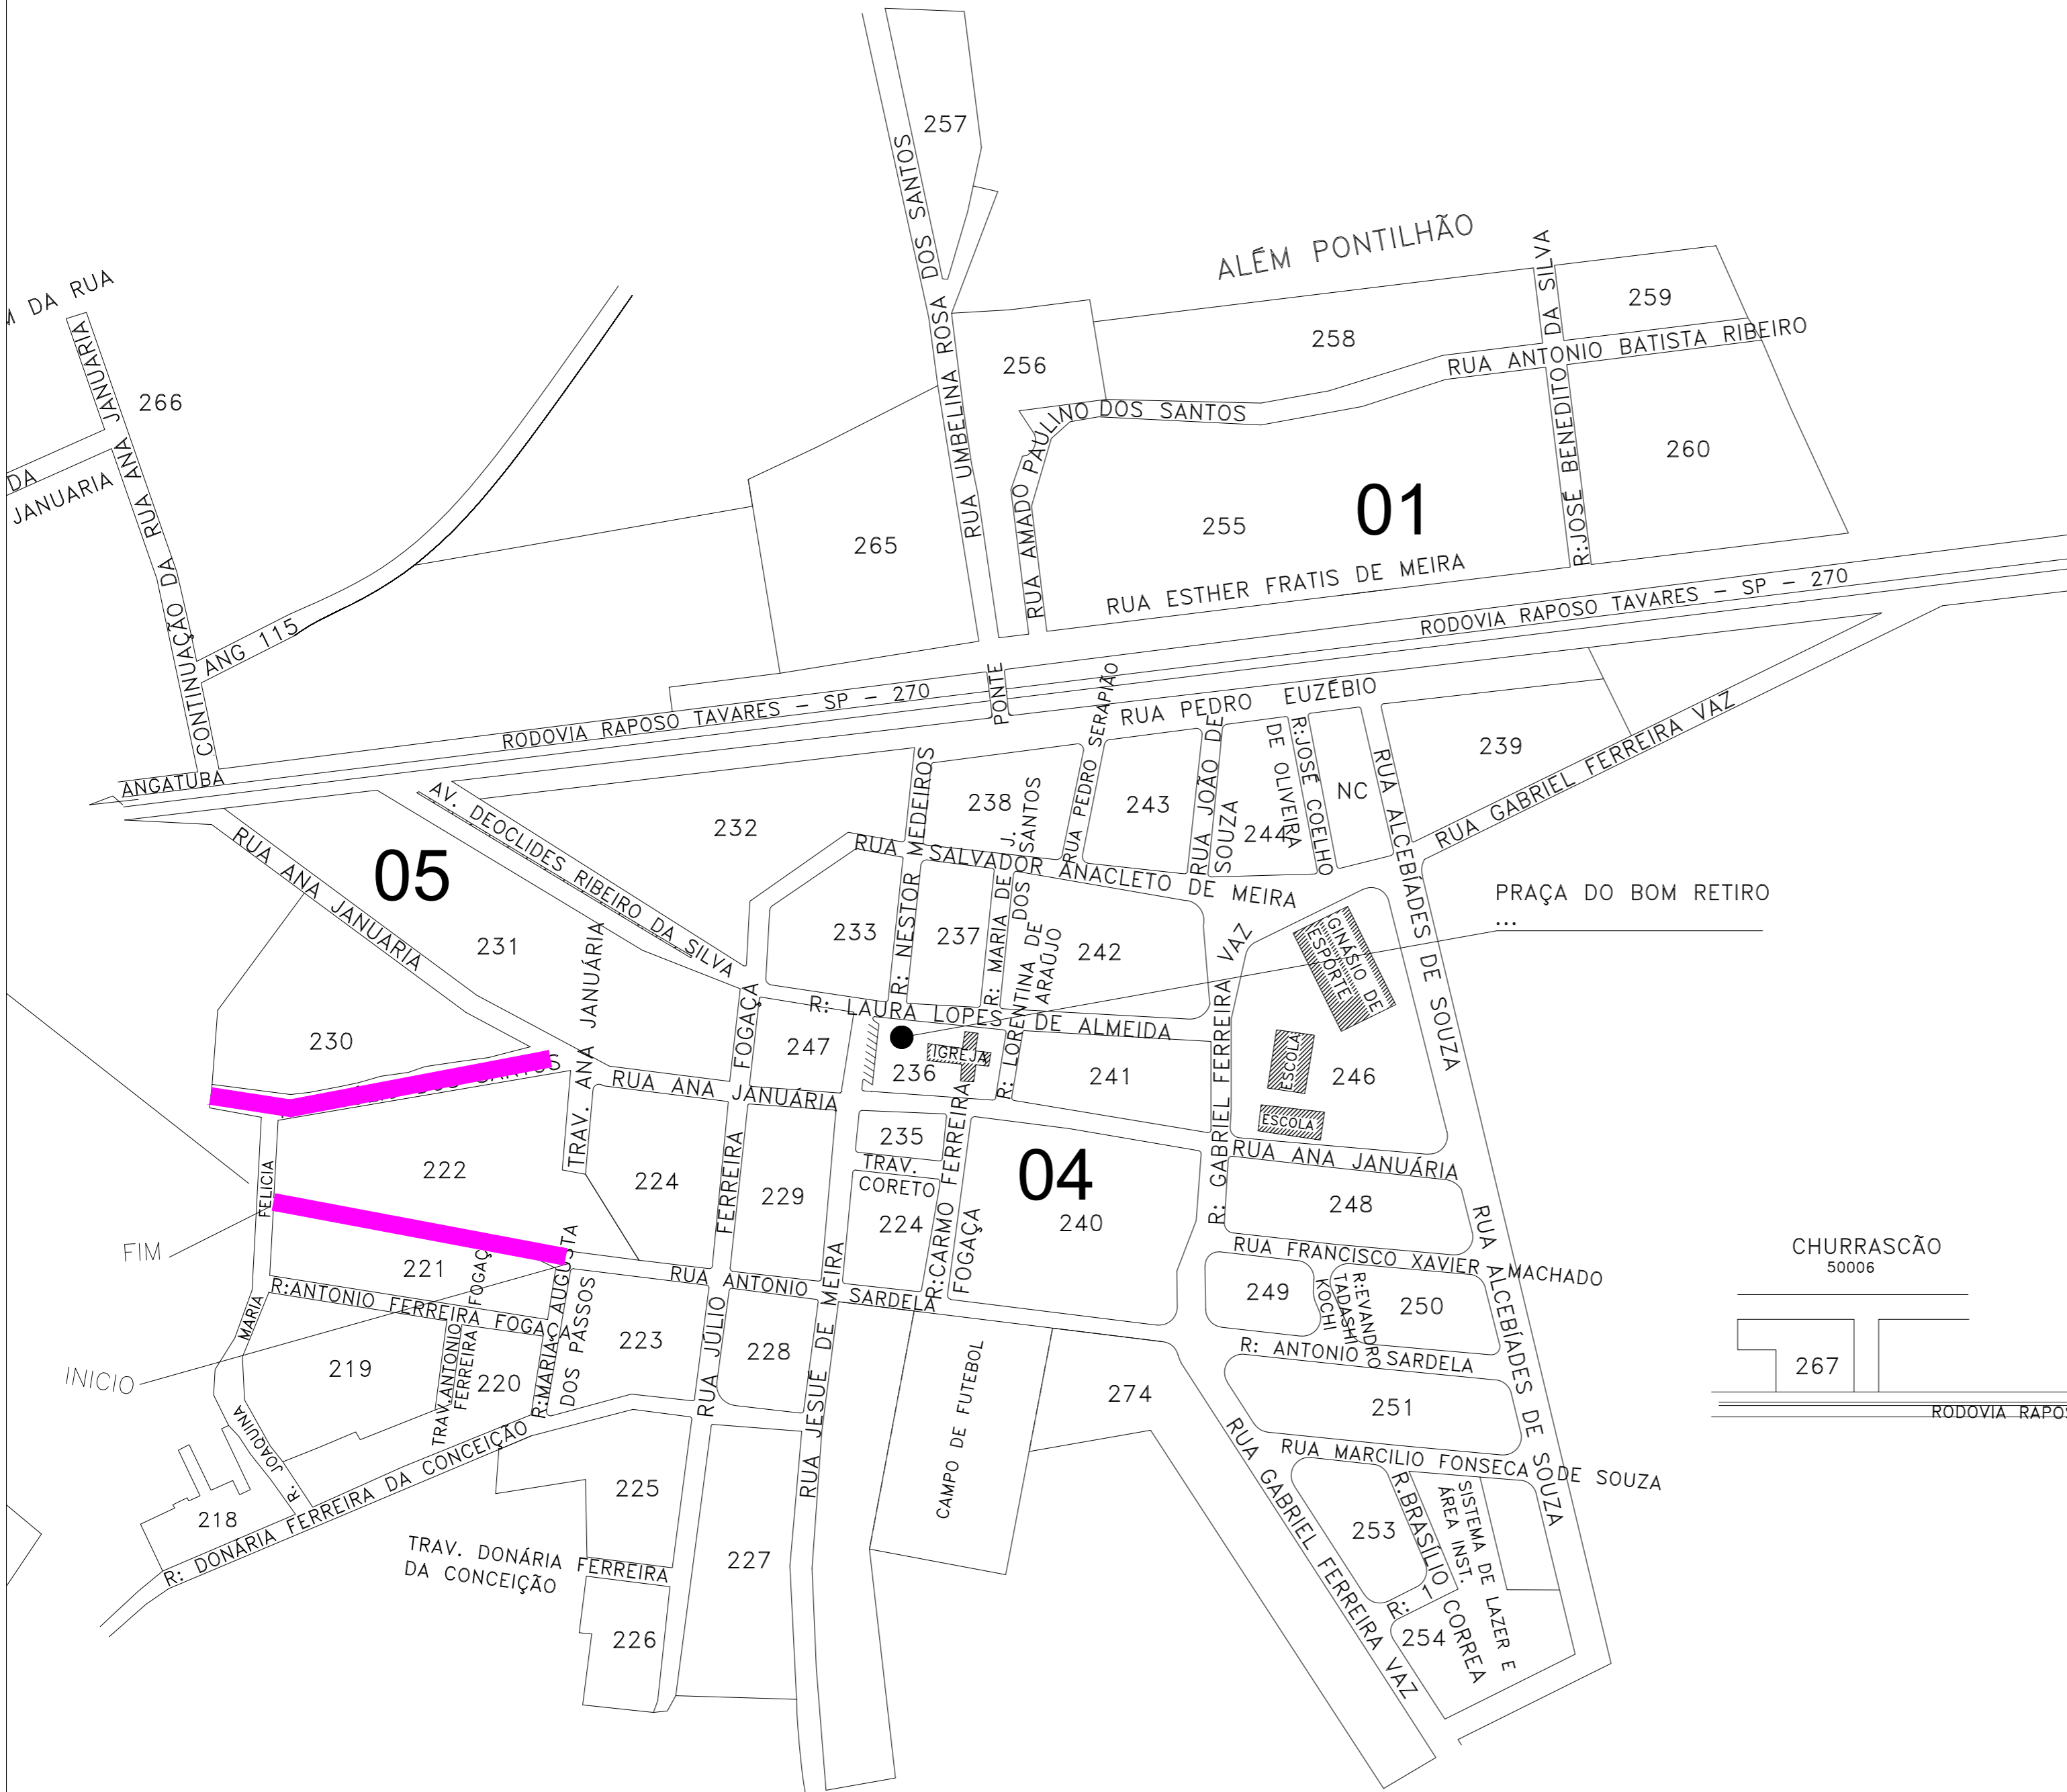 257
RUA UMBELINA ROSA DOS SANTOS
ALÉM PONTILHÃO
DA RUA
259
258
RUA ANTONIO BATISTA RIBEIRO
R:JOSÉ BENEDITO DA SILVA
256
266
CONTINUAÇÃO DA RUA ANA JANUARIA
DA
JANUARIA
RUA AMADO PAULINO DOS SANTOS
260
01
255
265
RUA ESTHER FRATIS DE MEIRA
RODOVIA RAPOSO TAVARES - SP - 270
ANG 115
PONTE
RODOVIA RAPOSO TAVARES - SP - 270
RUA PEDRO EUZÉBIO
RUA PEDRO SERAPIÃO
ANGATUBA
239
RUA GABRIEL FERREIRA VAZ
NC
R:JOSÉ COELHO
DE OLIVEIRA
RUA JOÃO DE
SOUZA
243
244
238
232
AV. DEOCLIDES RIBEIRO DA SILVA
R: NESTOR MEDEIROS
RUA SALVADOR ANACLETO DE MEIRA
R: MARIA DE J.
DOS SANTOS
RUA ALCEBÍADES DE SOUZA
05
RUA ANA JANUARIA
PRAÇA DO BOM RETIRO
...
231
233
237
242
R: LORENTINA DE
ARAÚJO
GINÁSIO DE
ESPORTE
TRAV. ANA JANUÁRIA
R: LAURA LOPES DE ALMEIDA
230
247
IGREJA
236
241
ESCOLA
246
ESCOLA
RUA ANA JANUÁRIA
RUA ANA JANUÁRIA
235
TRAV.
CORETO
04
240
R: GABRIEL FERREIRA VAZ
248
222
224
229
224
R:CARMO FERREIRA
FOGAÇA
RUA JÚLIO FERREIRA FOGAÇA
R. JOAQUINA MARIA FELICIA
FIM
221
R:ANTONIO FERREIRA FOGAÇA
RUA ANTONIO SARDELA
RUA JESUÉ DE MEIRA
RUA FRANCISCO XAVIER MACHADO
249
R:EVANDRO
TADASHI
KOCHI
250
RUA ALCEBÍADES DE SOUZA
CHURRASCÃO
50006
267
RODOVIA RAPOS
INICIO
219
TRAV.ANTONIO
FERREIRA
FOGAÇ
220
R:MARIA AUGUSTA
DOS PASSOS
223
228
CAMPO DE FUTEBOL
274
R: ANTONIO SARDELA
251
RUA MARCILIO FONSECA DE SOUZA
RUA GABRIEL FERREIRA VAZ
218
R: DONÁRIA FERREIRA DA CONCEIÇÃO
225
TRAV. DONÁRIA FERREIRA
DA CONCEIÇÃO
227
226
253
R.BRASÍLIO CORREA
SISTEMA DE LAZER E
ÁREA INST.
R: 1
254